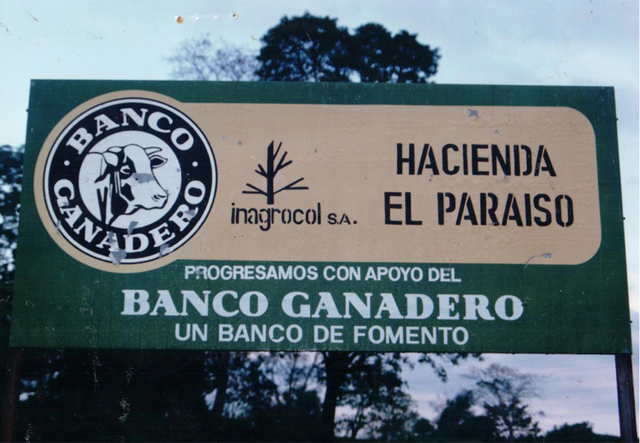 BANCO
GANADERO
inagrocol S.A.
HACIENDA
EL PARAISO
PROGRESAMOS CON APOYO DEL
BANCO GANADERO
UN BANCO DE FOMENTO